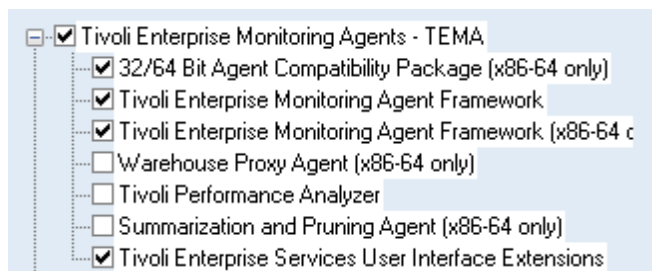 Tivoli Enterprise Monitoring Agents - TEMA
32/64 Bit Agent Compatibility Package (x86-64 only)
Tivoli Enterprise Monitoring Agent Framework
Tivoli Enterprise Monitoring Agent Framework (x86-64
Warehouse Proxy Agent (x86-64 only)
Tivoli Performance Analyzer
Summarization and Pruning Agent (x86-64 only)
Tivoli Enterprise Services User Interface Extensions